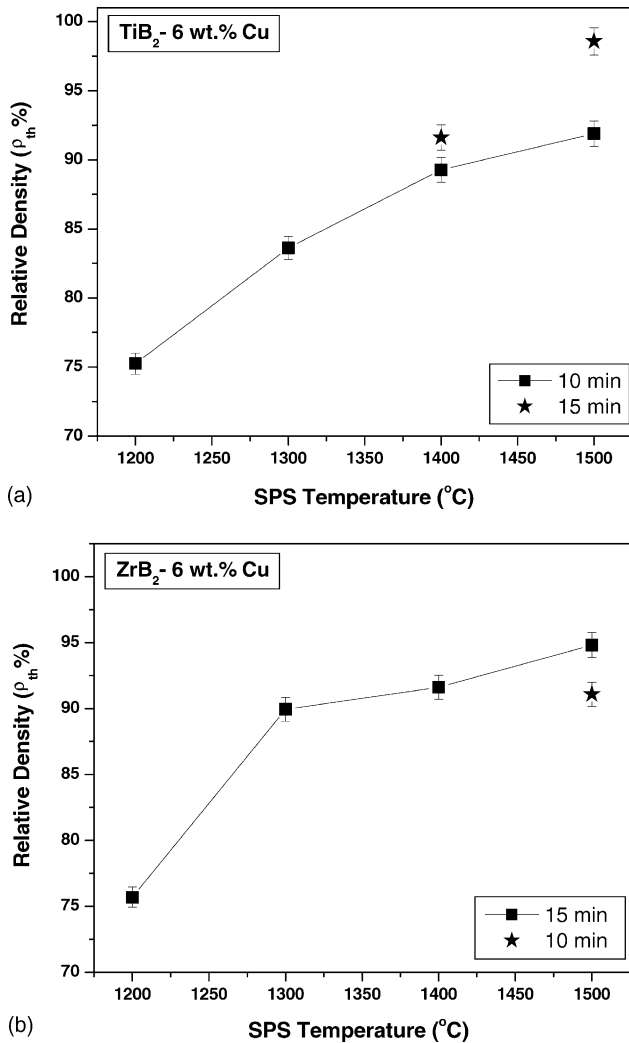 TiB₂- 6 wt.% Cu
100
95
90
85
80
75
70
Relative Density (ρth%)
10 min
15 min
1200 1250 1300 1350 1400 1450 1500
SPS Temperature (°C)
(a)
ZrB₂- 6 wt.% Cu
100
95
90
85
80
75
70
Relative Density (ρth%)
15 min
10 min
1200 1250 1300 1350 1400 1450 1500
SPS Temperature (°C)
(b)